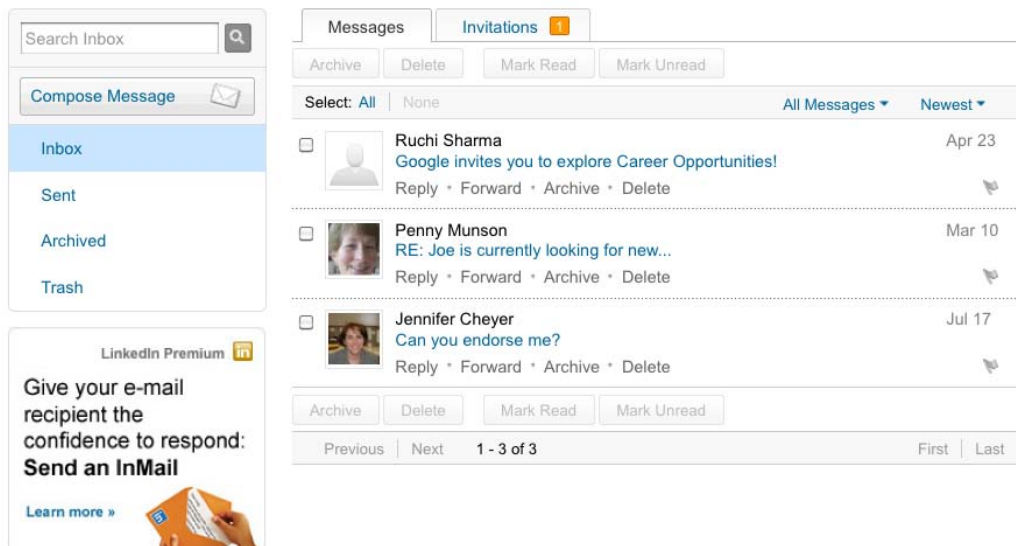 Search Inbox
Compose Message
Inbox
Sent
Archived
Trash
LinkedIn Premium in
Give your e-mail
recipient the
confidence to respond:
Send an InMail
Learn more »
5
Messages Invitations 1
Archive Delete Mark Read Mark Unread
Select: All None All Messages Newest
Ruchi Sharma Apr 23
Google invites you to explore Career Opportunities!
Reply • Forward • Archive • Delete
Penny Munson Mar 10
RE: Joe is currently looking for new...
Reply • Forward • Archive • Delete
Jennifer Cheyer Jul 17
Can you endorse me?
Reply • Forward • Archive • Delete
Archive Delete Mark Read Mark Unread
Previous Next 1 - 3 of 3 First Last